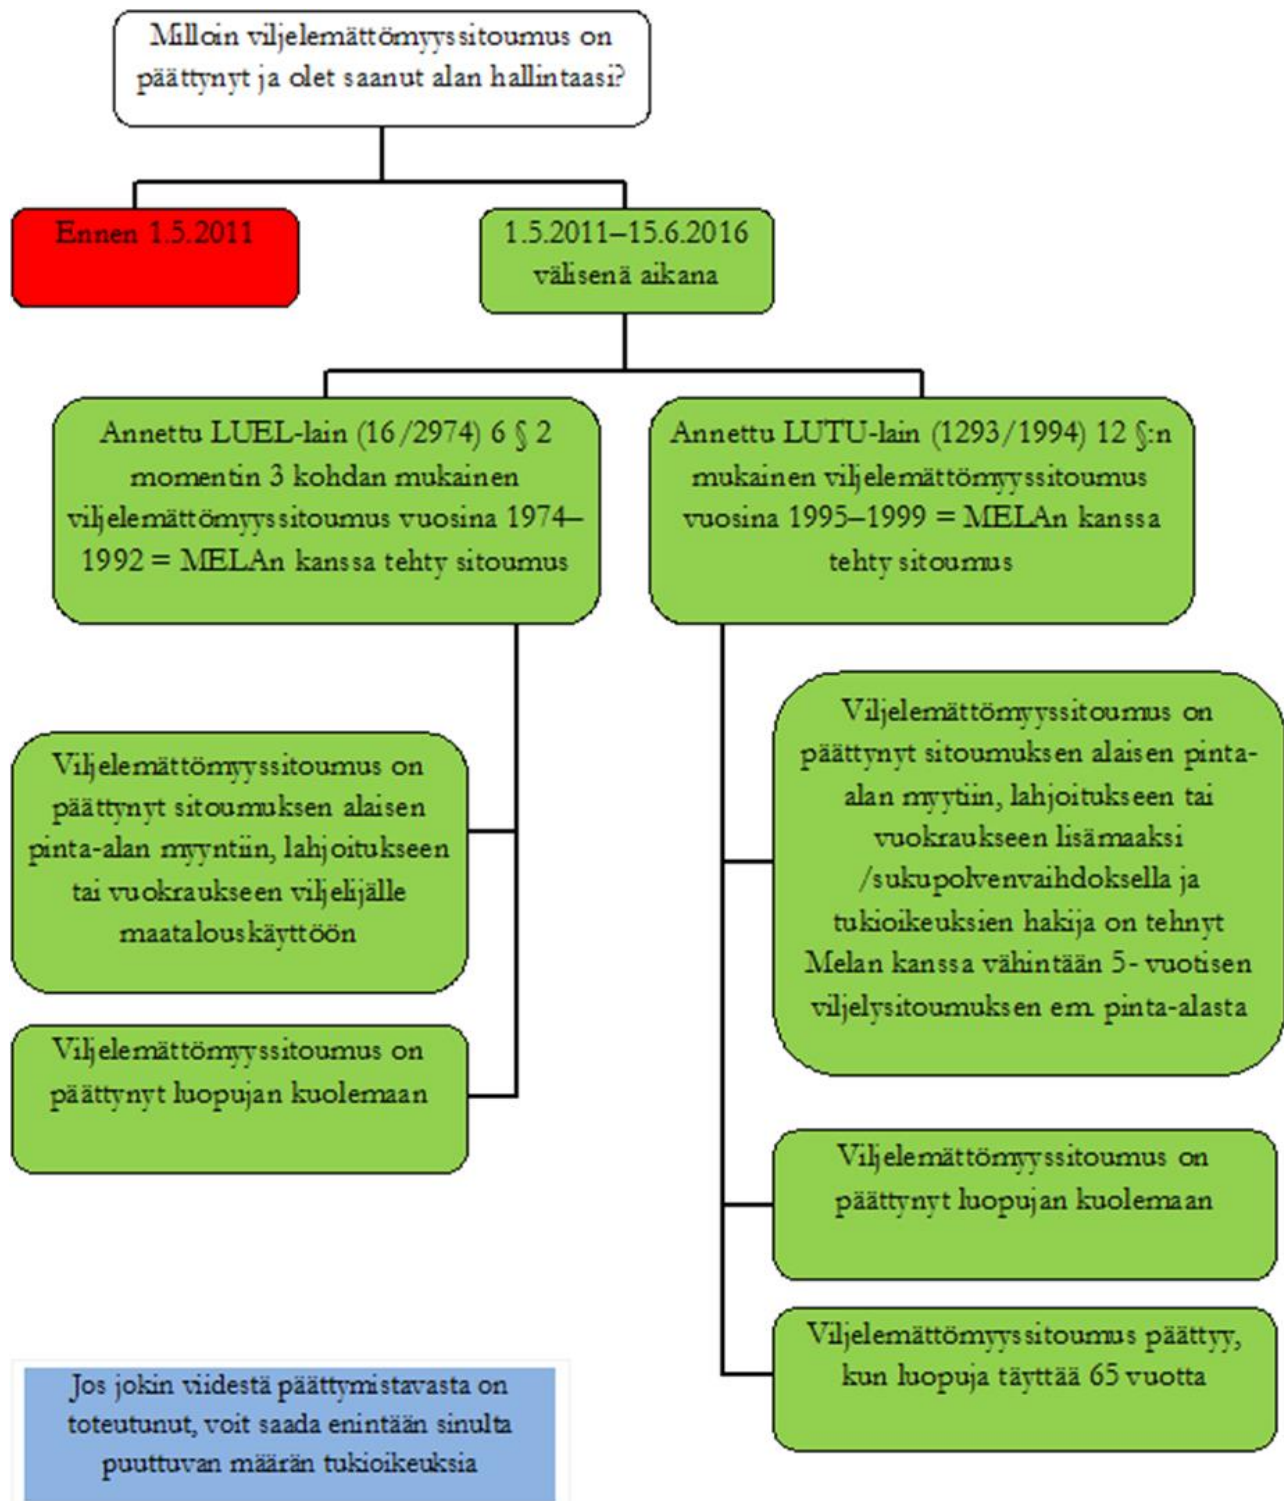 Milloin viljelemättömyyssitoumus on
päättynyt ja olet saanut alan hallintaasi?
Ennen 1.5.2011
1.5.2011–15.6.2016
välisenä aikana
Annettu LUEL-lain (16/2974) 6 § 2
momentin 3 kohdan mukainen
viljelemättömyyssitoumus vuosina 1974–
1992 = MELAn kanssa tehty sitoumus
Annettu LUTU-lain (1293/1994) 12 §:n
mukainen viljelemättömyyssitoumus
vuosina 1995–1999 = MELAn kanssa
tehty sitoumus
Viljelemättömyyssitoumus on
päättynyt sitoumuksen alaisen
pinta-alan myyntiin, lahjoitukseen
tai vuokraukseen viljelijälle
maatalouskäyttöön
Viljelemättömyyssitoumus on
päättynyt luopujan kuolemaan
Viljelemättömyyssitoumus on
päättynyt sitoumuksen alaisen pinta-
alan myytiin, lahjoitukseen tai
vuokraukseen lisämaaksi
/sukupolvenvaihdoksella ja
tukioikeuksien hakija on tehnyt
Melan kanssa vähintään 5- vuotisen
viljelysitoumuksen em. pinta-alasta
Viljelemättömyyssitoumus on
päättynyt luopujan kuolemaan
Viljelemättömyyssitoumus päättyy,
kun luopuja täyttää 65 vuotta
Jos jokin viidestä päättymistavasta on
toteutunut, voit saada enintään sinulta
puuttuvan määrän tukioikeuksia